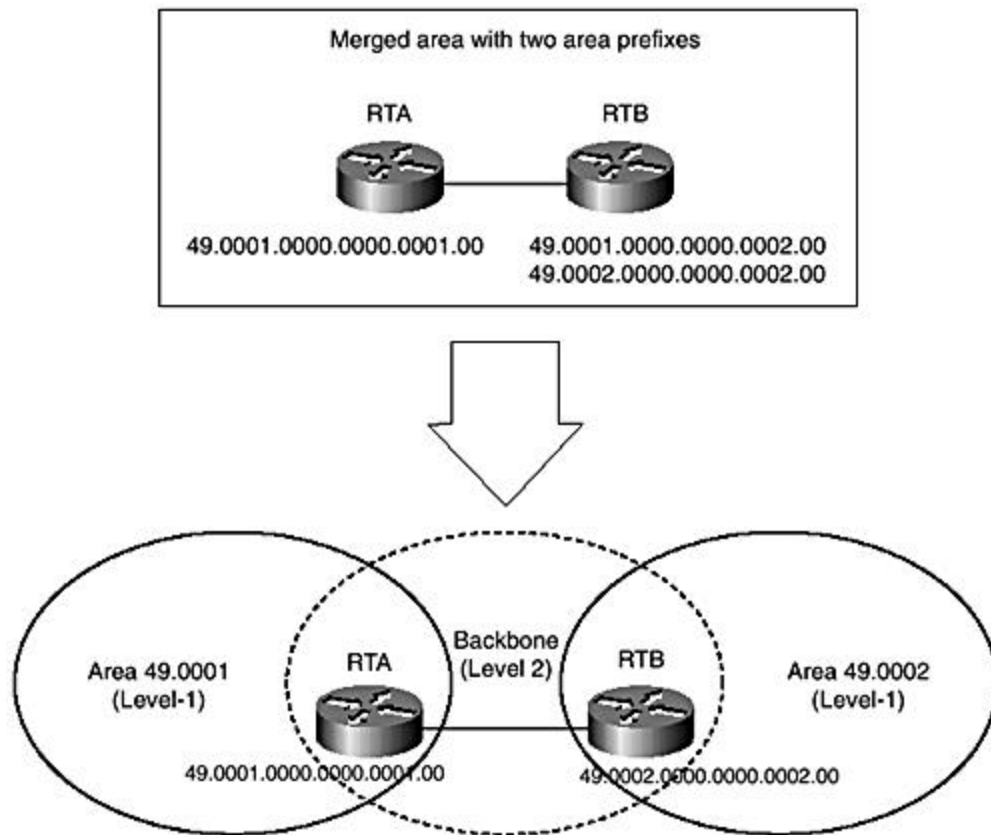 Merged area with two area prefixes
RTA
RTB
49.0001.0000.0000.0001.00
49.0001.0000.0000.0002.00
49.0002.0000.0000.0002.00
Area 49.0001
(Level-1)
RTA
Backbone
(Level 2)
RTB
Area 49.0002
(Level-1)
49.0001.0000.0000.0001.00
49.0002.0000.0000.0002.00